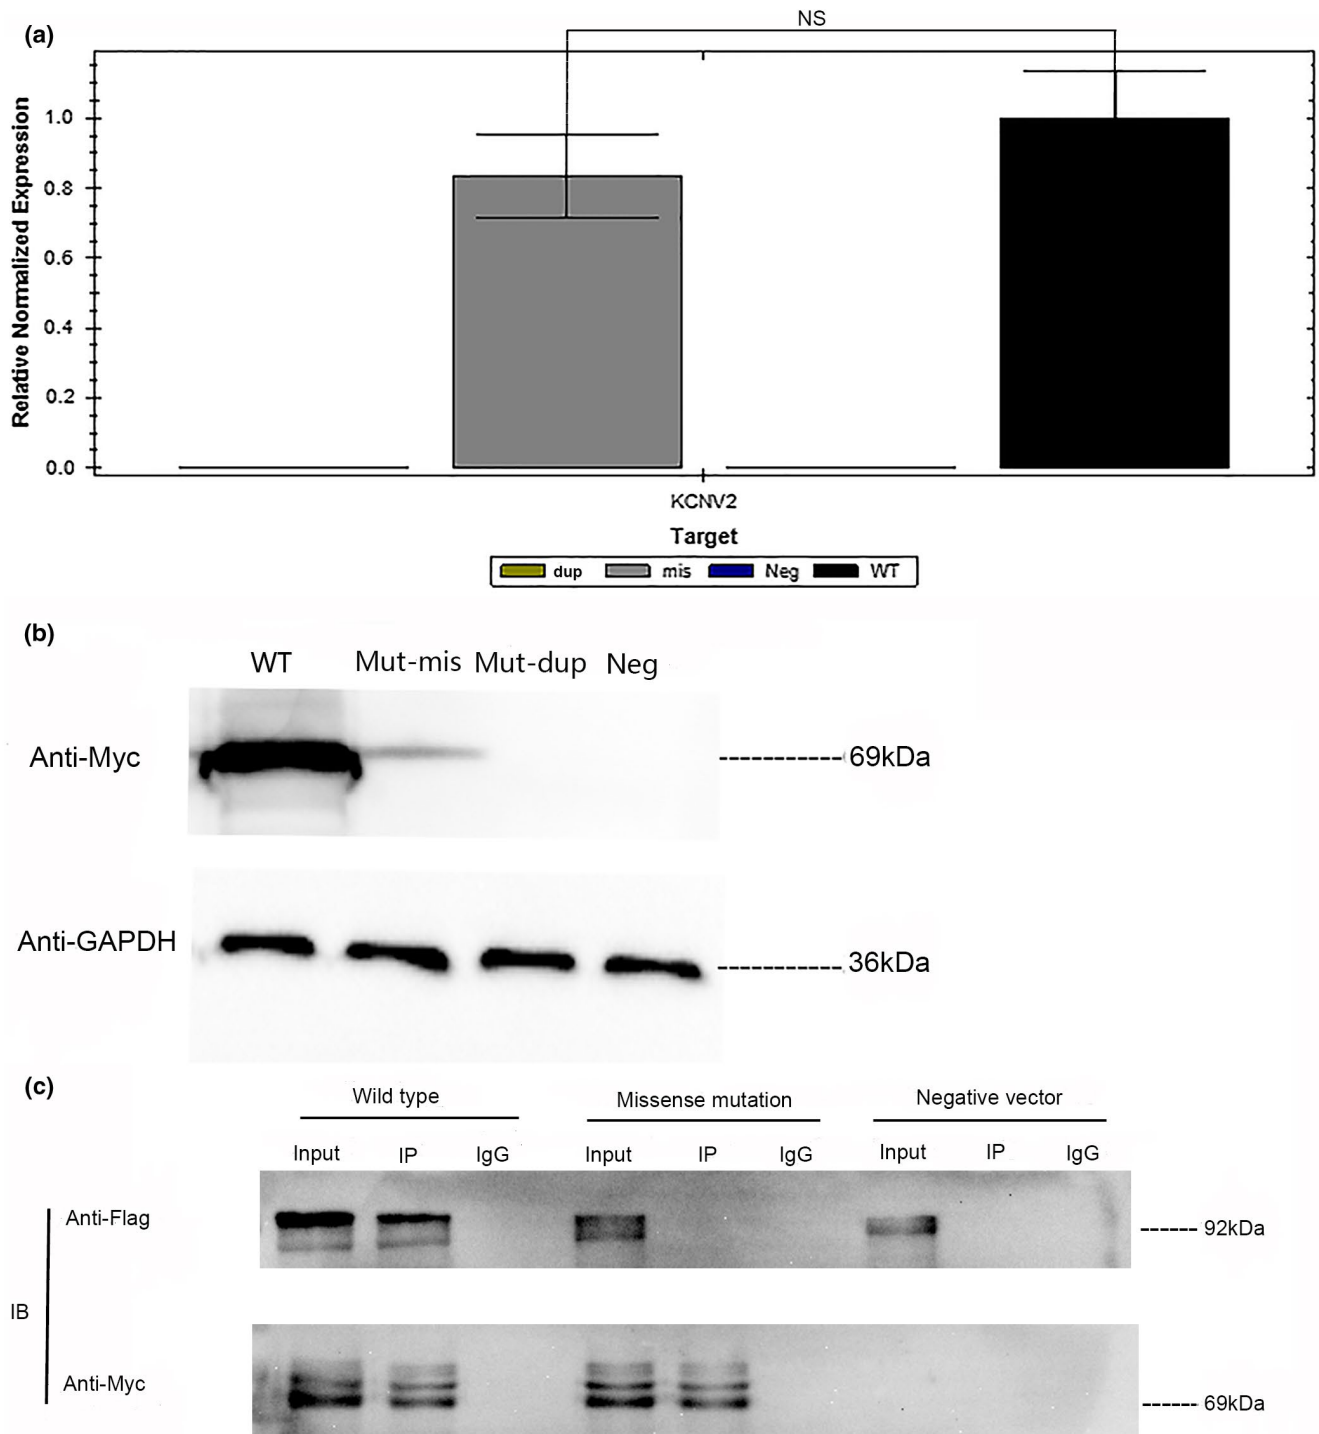 (a)
NS
Relative Normalized Expression
1.0
0.8
0.6
0.4
0.2
0.0
KCNV2
Target
dup mis Neg WT
(b)
WT Mut-mis Mut-dup Neg
Anti-Myc 69kDa
Anti-GAPDH 36kDa
(c)
Wild type Missense mutation Negative vector
Input IP IgG Input IP IgG Input IP IgG
Anti-Flag 92kDa
IB
Anti-Myc 69kDa